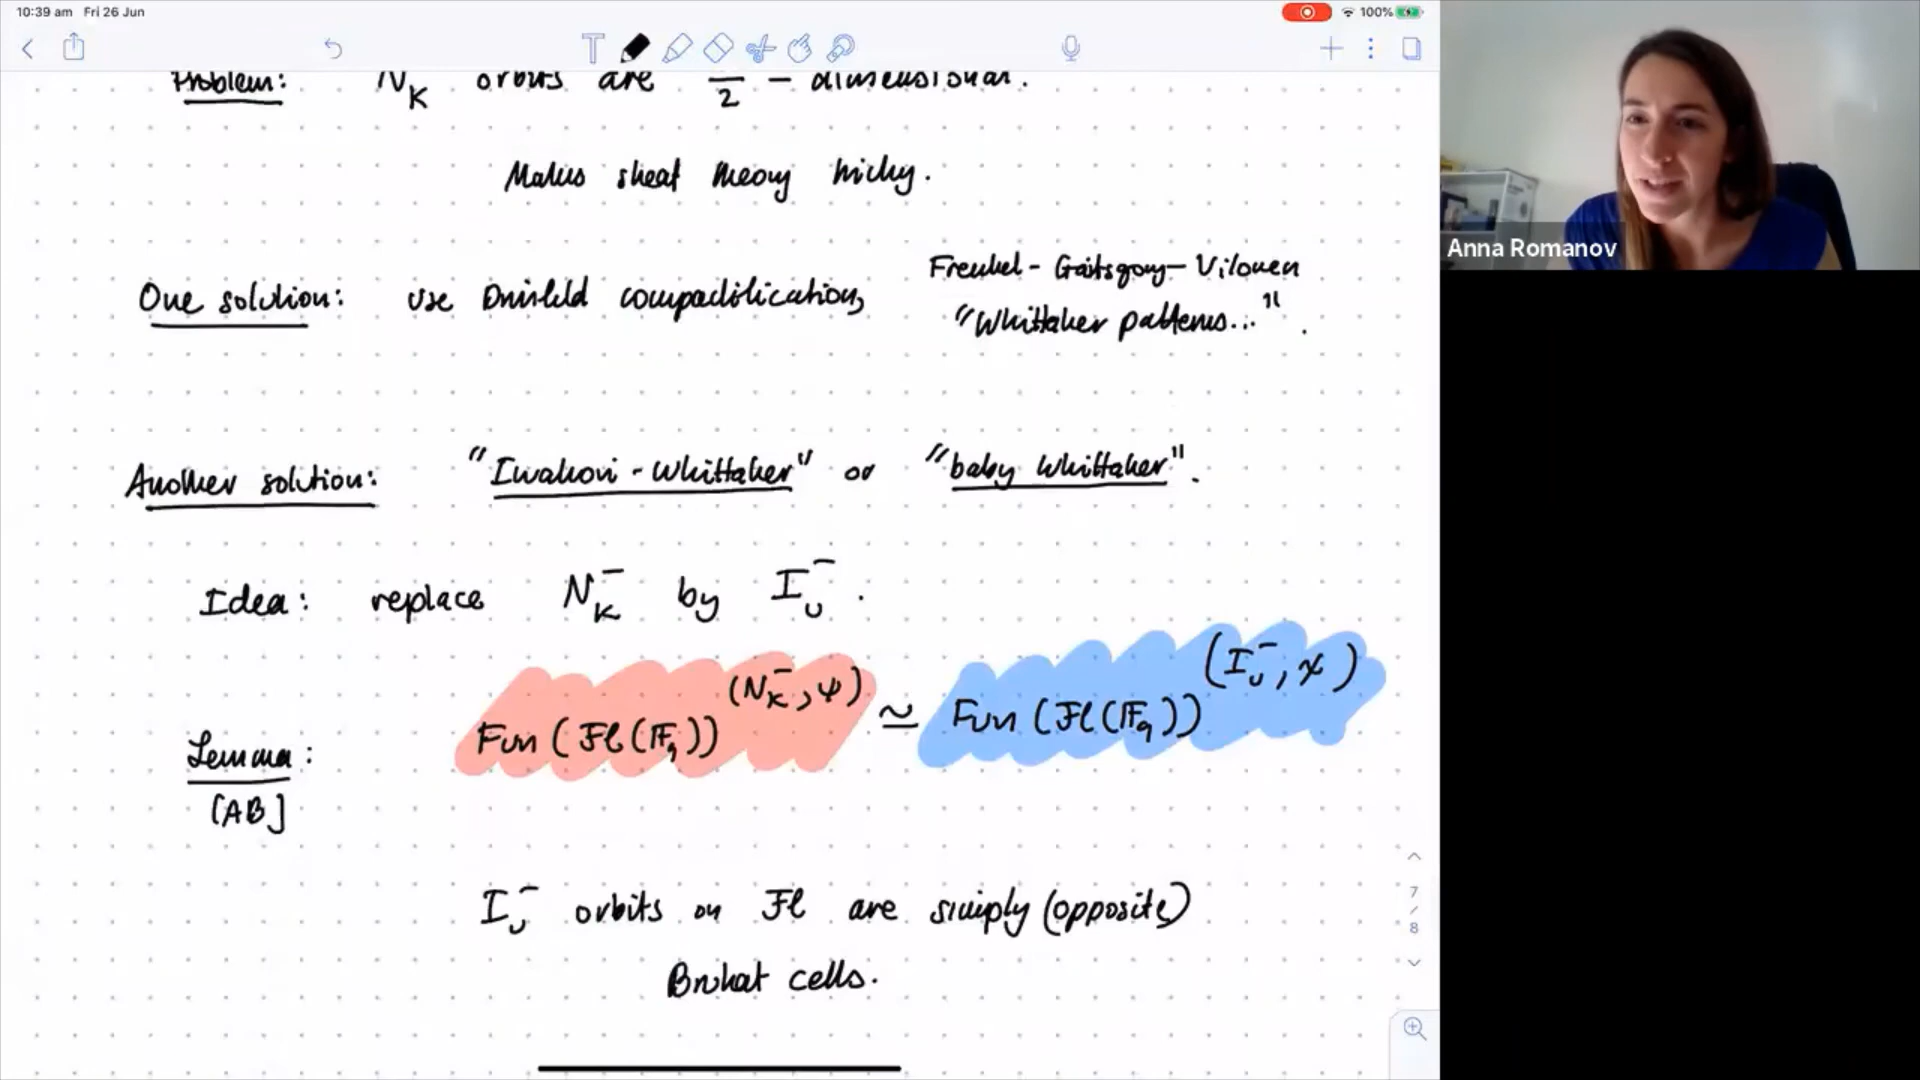 10:39 am Fri 26 Jun
100%
Problem: N_K orbits are ∞/2 - dimensional.
Makes sheaf theory tricky.
One solution: use Drinfeld compactification,
Frenkel - Gaitsgory - Vilonen
"Whittaker patterns..." .
Another solution: "Iwahori - Whittaker" or "baby Whittaker".
Idea: replace N_K^- by I_u^- .
Lemma: Fun (Fl(F_q))^(N_K^-, ψ) ≃ Fun (Fl(F_q))^(I_u^-, χ)
[AB]
I_u^- orbits on Fl are simply (opposite)
Bruhat cells.
7
/
8
Anna Romanov